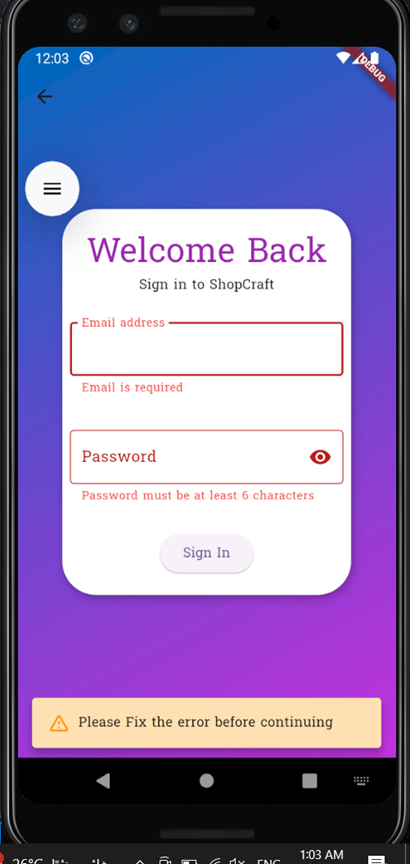 12:03
DEBUG
Welcome Back
Sign in to ShopCraft
Email address
Email is required
Password
Password must be at least 6 characters
Sign In
Please Fix the error before continuing
1:03 AM
26°C
ENG